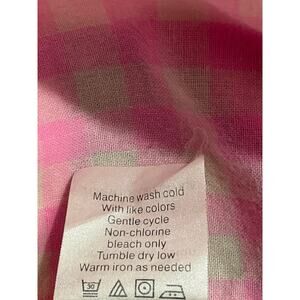 Machine wash cold
With like colors
Gentle cycle
Non-chlorine
bleach only
Tumble dry low
Warm iron as needed
30